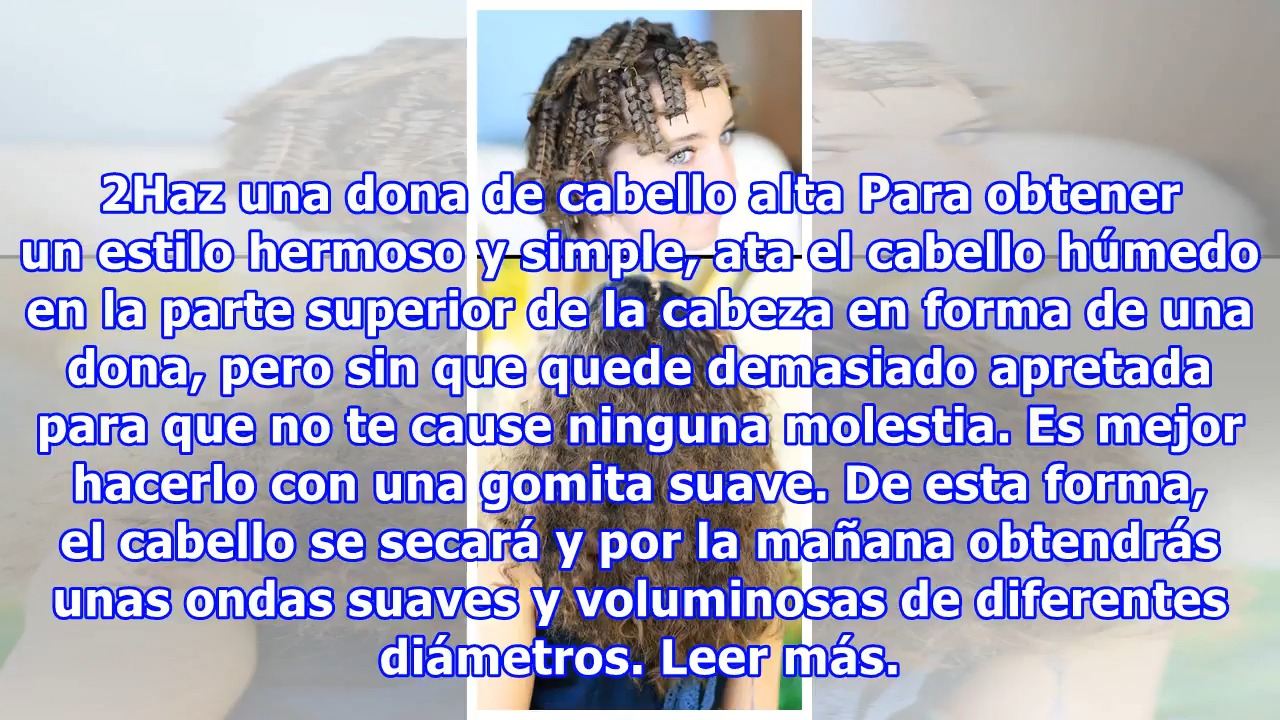 2Haz una dona de cabello alta Para obtener
un estilo hermoso y simple, ata el cabello húmedo
en la parte superior de la cabeza en forma de una
dona, pero sin que quede demasiado apretada
para que no te cause ninguna molestia. Es mejor
hacerlo con una gomita suave. De esta forma,
el cabello se secará y por la mañana obtendrás
unas ondas suaves y voluminosas de diferentes
diámetros. Leer más.